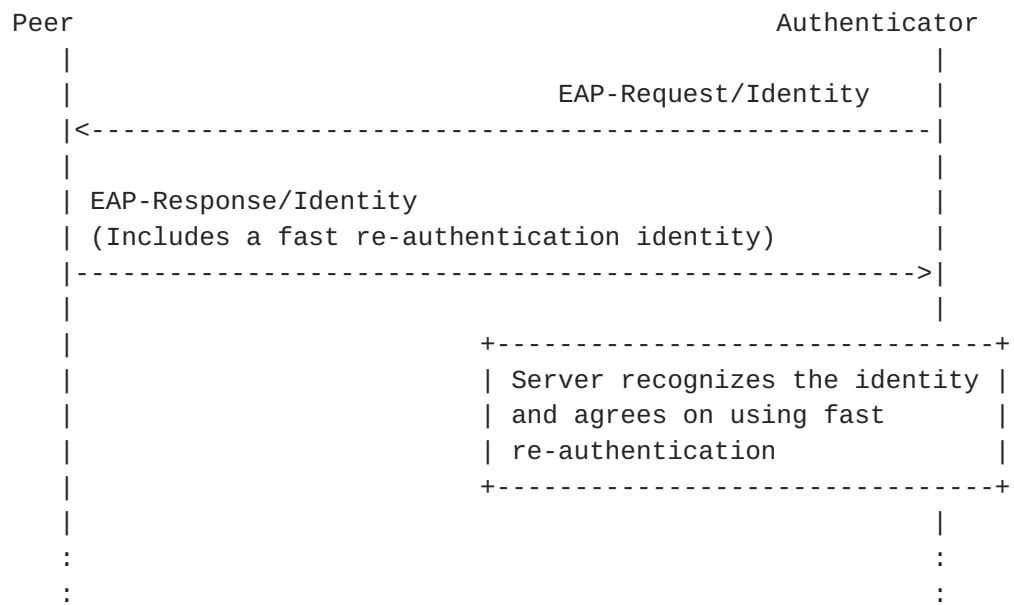 Peer Authenticator
EAP-Request/Identity
EAP-Response/Identity
(Includes a fast re-authentication identity)
Server recognizes the identity
and agrees on using fast
re-authentication